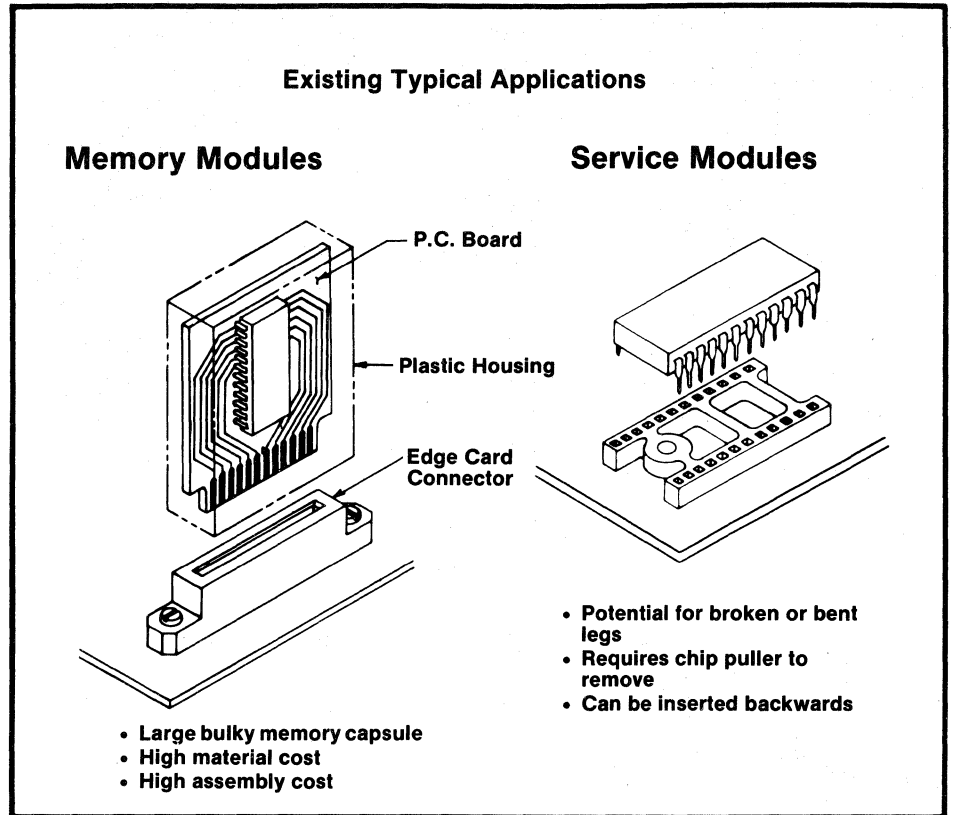 Existing Typical Applications
Memory Modules
P.C. Board
Plastic Housing
Edge Card
Connector
• Large bulky memory capsule
• High material cost
• High assembly cost
Service Modules
• Potential for broken or bent
legs
• Requires chip puller to
remove
• Can be inserted backwards